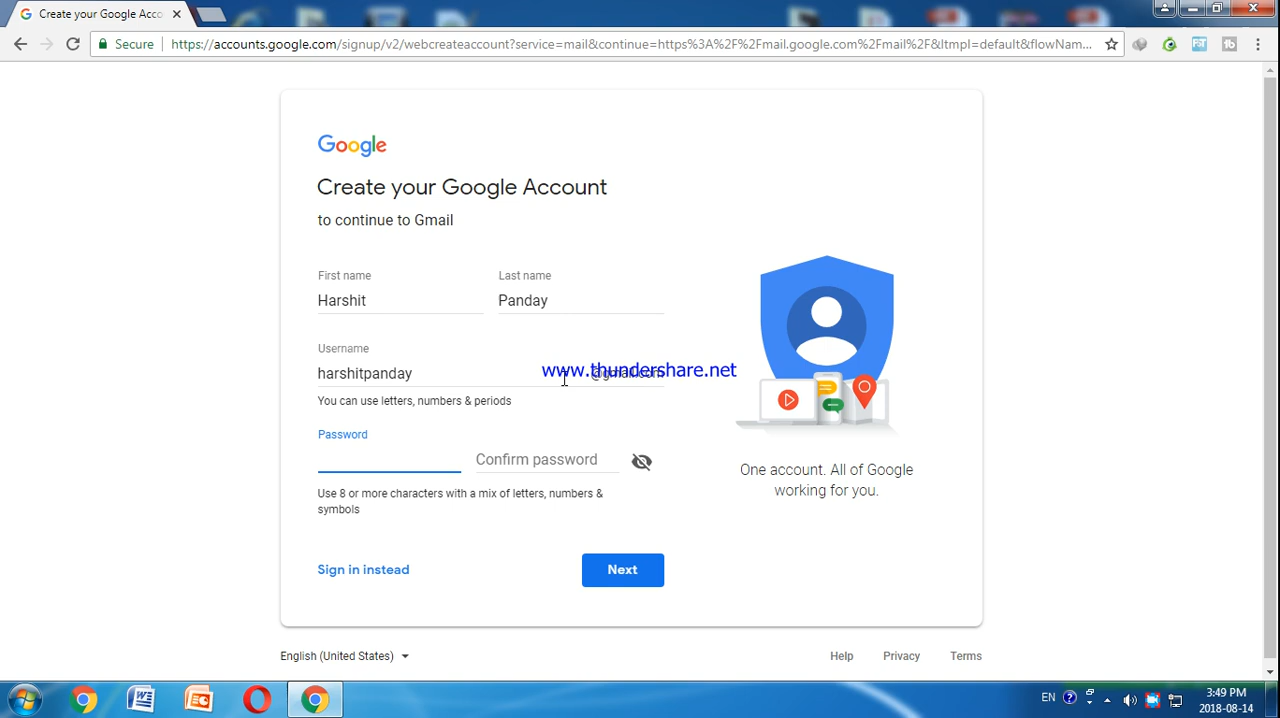 Create your Google Acco
Secure
https://accounts.google.com/signup/v2/webcreateaccount?service=mail&continue=https%3A%2F%2Fmail.google.com%2Fmail%2F&ltmpl=default&flowNam...
Google
Create your Google Account
to continue to Gmail
First name
Last name
Harshit
Panday
Username
harshitpanday
@gmail.com
www.thundershare.net
You can use letters, numbers & periods
Password
Confirm password
Use 8 or more characters with a mix of letters, numbers &
symbols
One account. All of Google
working for you.
Sign in instead
Next
English (United States)
Help
Privacy
Terms
EN
3:49 PM
2018-08-14